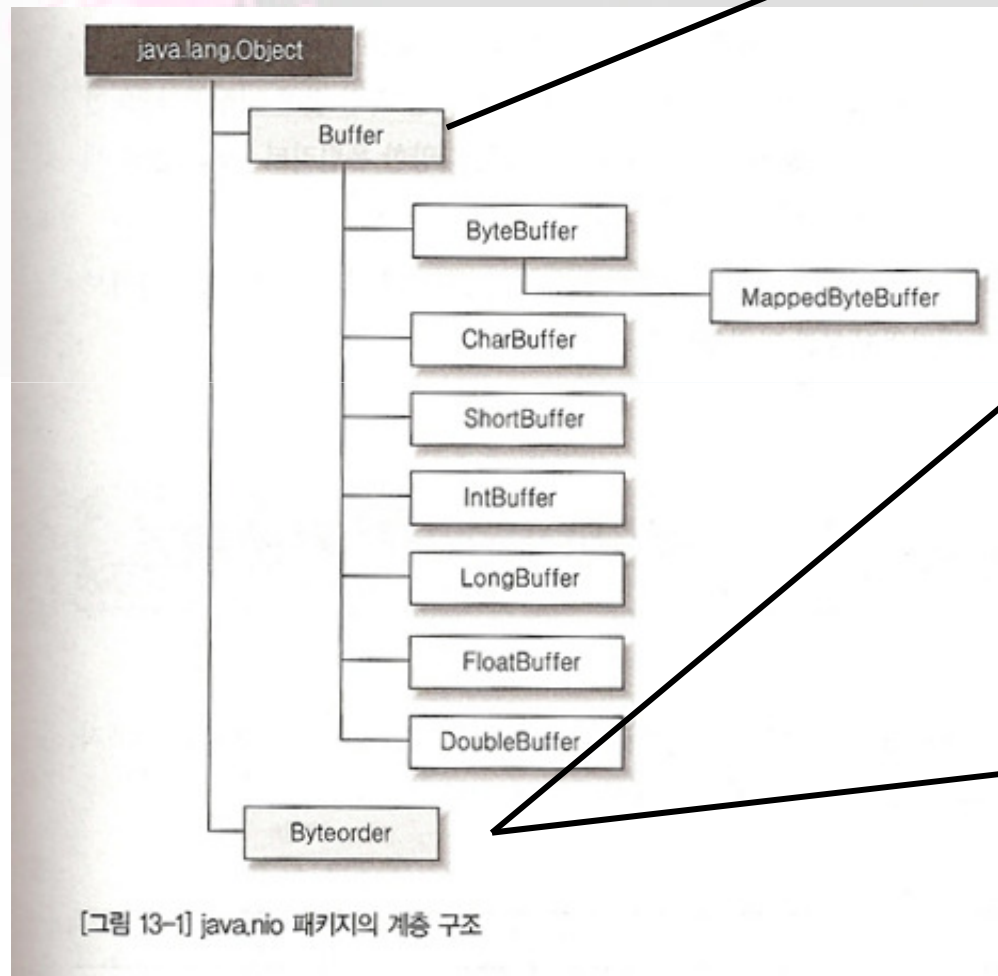 java.lang.Object
Buffer
ByteBuffer
MappedByteBuffer
CharBuffer
ShortBuffer
IntBuffer
LongBuffer
FloatBuffer
DoubleBuffer
Byteorder
[그림 13-1] java.nio 패키지의 계층 구조